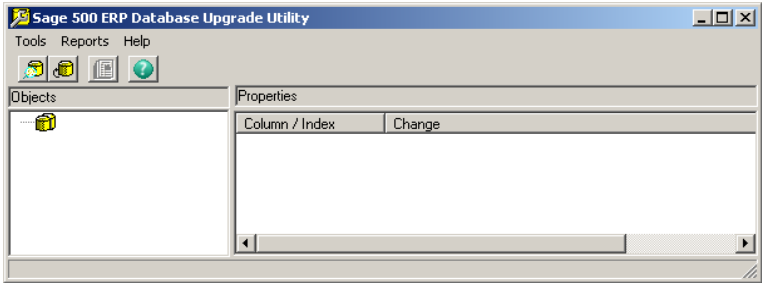 Sage 500 ERP Database Upgrade Utility
Tools Reports Help
Objects
Properties
Column / Index Change